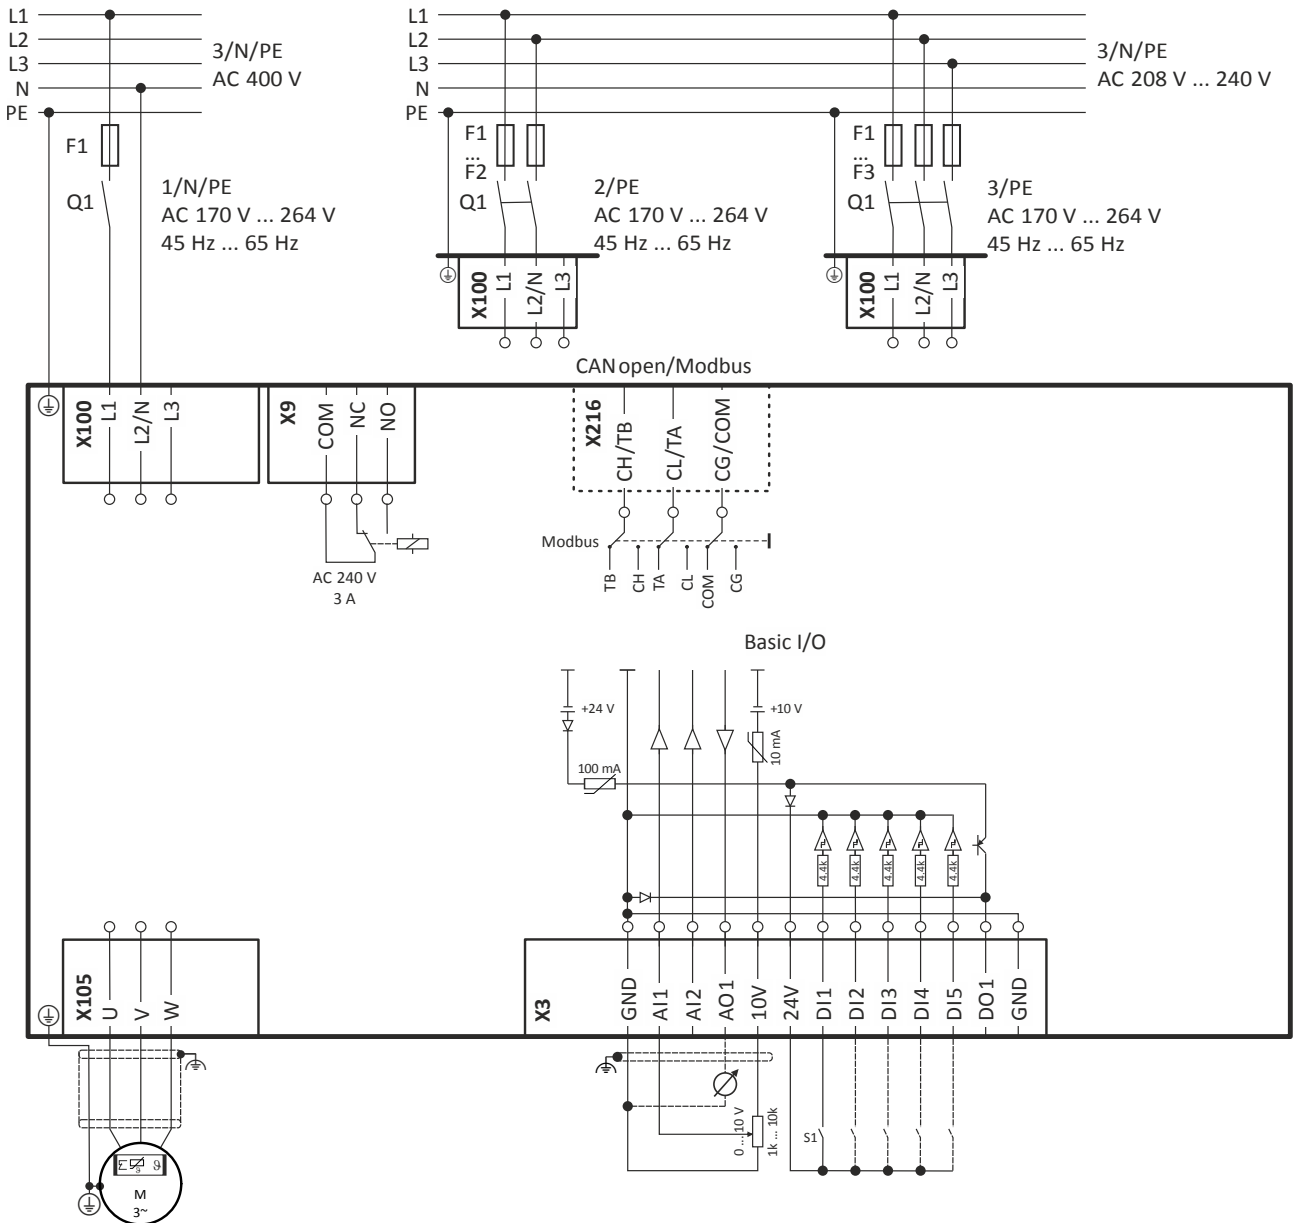 L1
L2
L3
N
PE
3/N/PE
AC 400 V
F1
Q1
1/N/PE
AC 170 V ... 264 V
45 Hz ... 65 Hz
L1
L2
L3
N
PE
3/N/PE
AC 208 V ... 240 V
F1
...
F2
Q1
2/PE
AC 170 V ... 264 V
45 Hz ... 65 Hz
F1
...
F3
Q1
3/PE
AC 170 V ... 264 V
45 Hz ... 65 Hz
X100
L1
L2/N
L3
X100
L1
L2/N
L3
CANopen/Modbus
X100
L1
L2/N
L3
X9
COM
NC
NO
X216
CH/TB
CL/TA
CG/COM
AC 240 V
3 A
Modbus
TB
CH
TA
CL
COM
CG
Basic I/O
+24 V
+10 V
10 mA
100 mA
4.4k
4.4k
4.4k
4.4k
4.4k
X105
U
V
W
X3
GND
AI1
AI2
AO1
10V
24V
DI1
DI2
DI3
DI4
DI5
DO1
GND
0 ... 10 V
1k ... 10k
S1
ϑ
M
3~